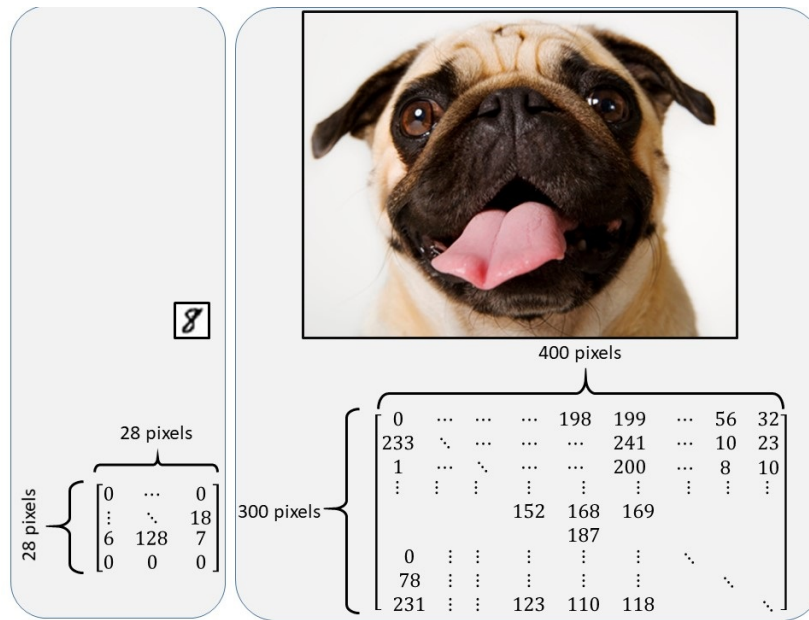 8
28 pixels
28 pixels
0 ⋯ 0
⋮ ⋱ 18
6 128 7
0 0 0
400 pixels
300 pixels
0 ⋯ ⋯ ⋯ 198 199 ⋯ 56 32
233 ⋱ ⋯ ⋯ ⋯ 241 ⋯ 10 23
1 ⋯ ⋱ ⋯ ⋯ 200 ⋯ 8 10
⋮ ⋮ ⋮ ⋮ ⋮ ⋮ ⋮ ⋮ ⋮
152 168 169
187
0 ⋮ ⋮ ⋮ ⋮ ⋮ ⋱
78 ⋮ ⋮ ⋮ ⋮ ⋮ ⋱
231 ⋮ ⋮ 123 110 118 ⋱